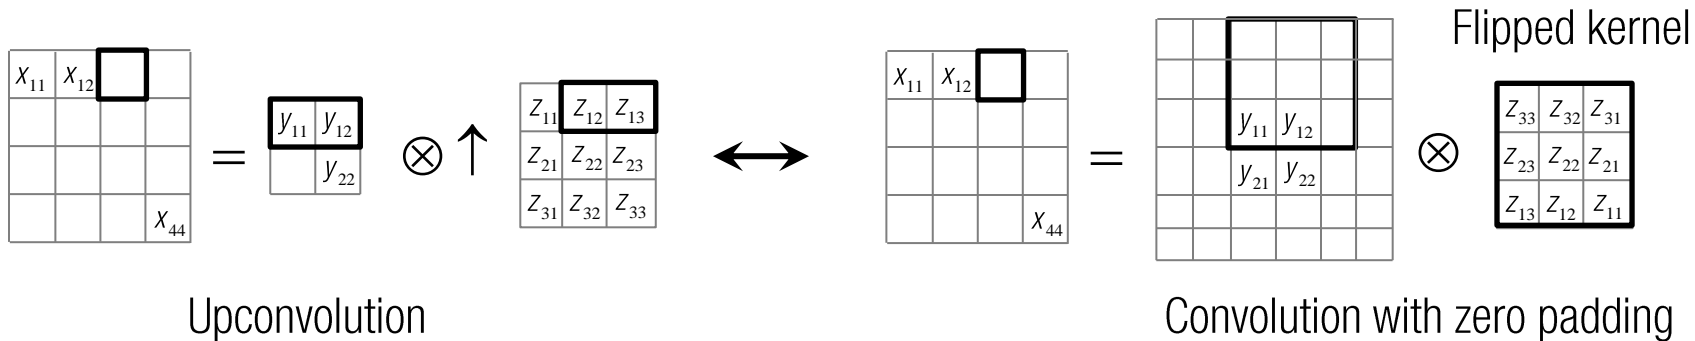 Flipped kernel
x11 x12
x44
=
y11 y12
y22
⊗ ↑
z11 z12 z13
z21 z22 z23
z31 z32 z33
↔
x11 x12
x44
=
y11 y12
y21 y22
⊗
z33 z32 z31
z23 z22 z21
z13 z12 z11
Upconvolution
Convolution with zero padding